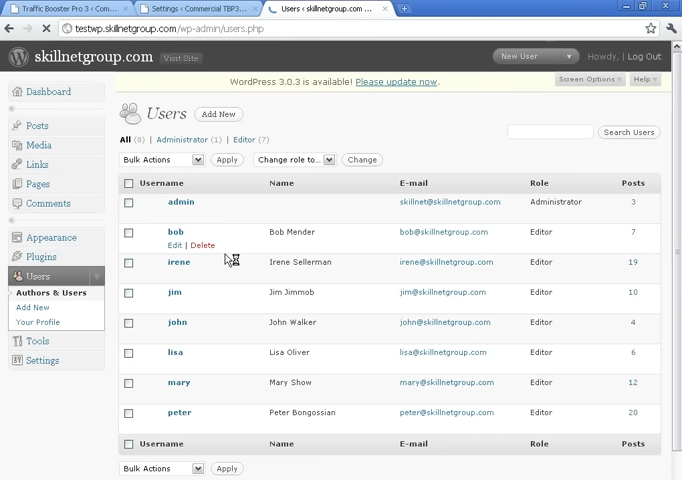 Traffic Booster Pro 3 ‹ Com...
Settings ‹ Commercial TBP3...
Users ‹ skillnetgroup.com ...
testwp.skillnetgroup.com/wp-admin/users.php
skillnetgroup.com
Visit Site
New User
Howdy, | Log Out
WordPress 3.0.3 is available! Please update now.
Screen Options
Help
Dashboard
Posts
Media
Links
Pages
Comments
Appearance
Plugins
Users
Authors & Users
Add New
Your Profile
Tools
Settings
Users
Add New
All (8) | Administrator (1) | Editor (7)
Search Users
Bulk Actions
Apply
Change role to...
Change
Username Name E-mail Role Posts
admin skillnet@skillnetgroup.com Administrator 3
bob Bob Mender bob@skillnetgroup.com Editor 7
Edit | Delete
irene Irene Sellerman irene@skillnetgroup.com Editor 19
jim Jim Jimmob jim@skillnetgroup.com Editor 10
john John Walker john@skillnetgroup.com Editor 4
lisa Lisa Oliver lisa@skillnetgroup.com Editor 6
mary Mary Show mary@skillnetgroup.com Editor 12
peter Peter Bongossian peter@skillnetgroup.com Editor 20
Username Name E-mail Role Posts
Bulk Actions
Apply